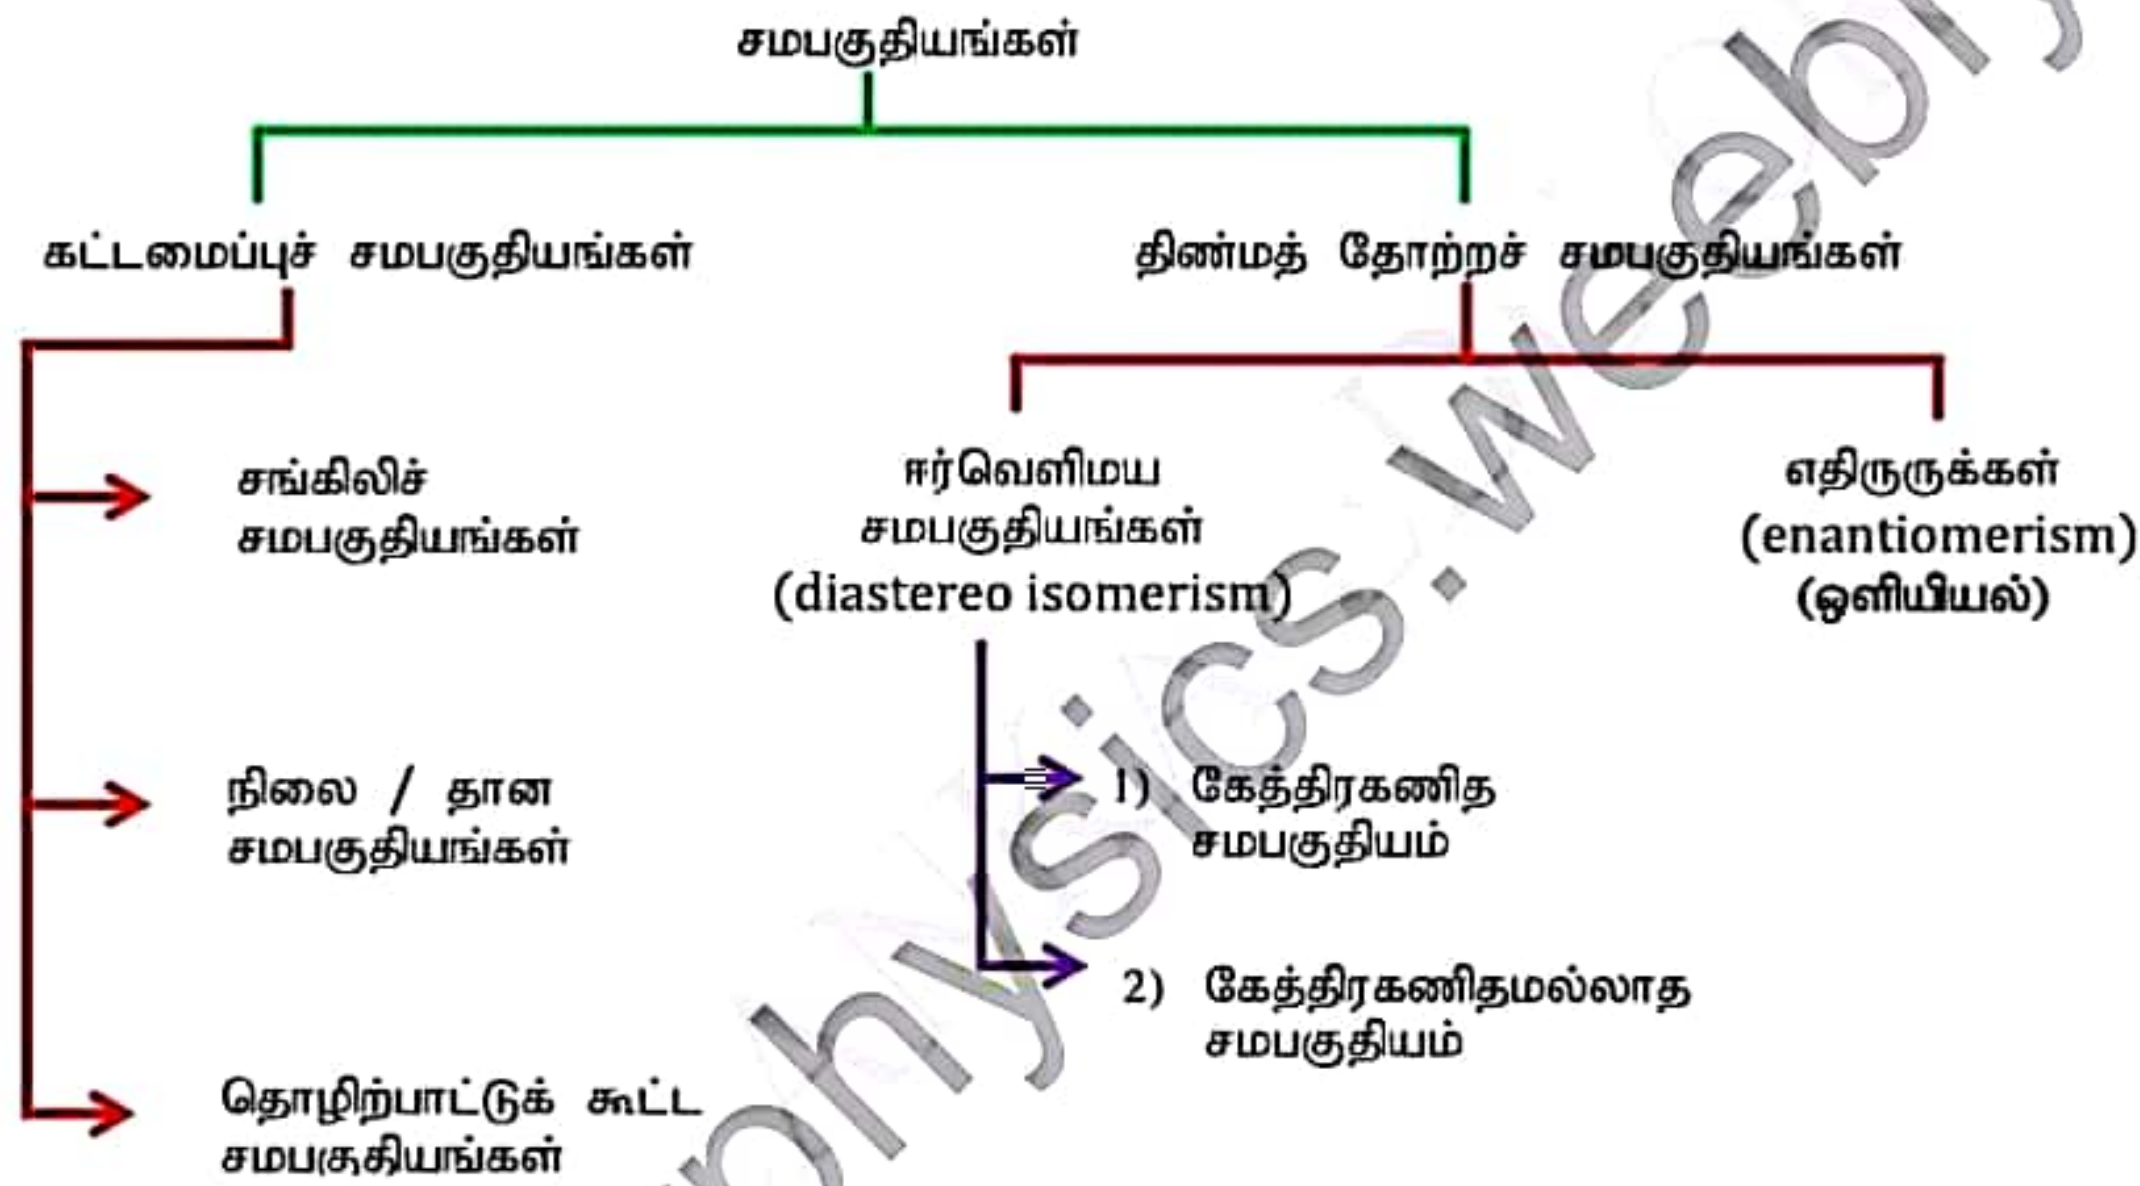 சமபகுதியங்கள்
கட்டமைப்புச் சமபகுதியங்கள்
திண்மத் தோற்றச் சமபகுதியங்கள்
சங்கிலிச்
சமபகுதியங்கள்
நிலை / தான
சமபகுதியங்கள்
தொழிற்பாட்டுக் கூட்ட
சமபகுதியங்கள்
ஈர்வெளிமய
சமபகுதியங்கள்
(diastereo isomerism)
1) கேத்திரகணித
சமபகுதியம்
2) கேத்திரகணிதமல்லாத
சமபகுதியம்
எதிருருக்கள்
(enantiomerism)
(ஒளியியல்)
physics.weebly